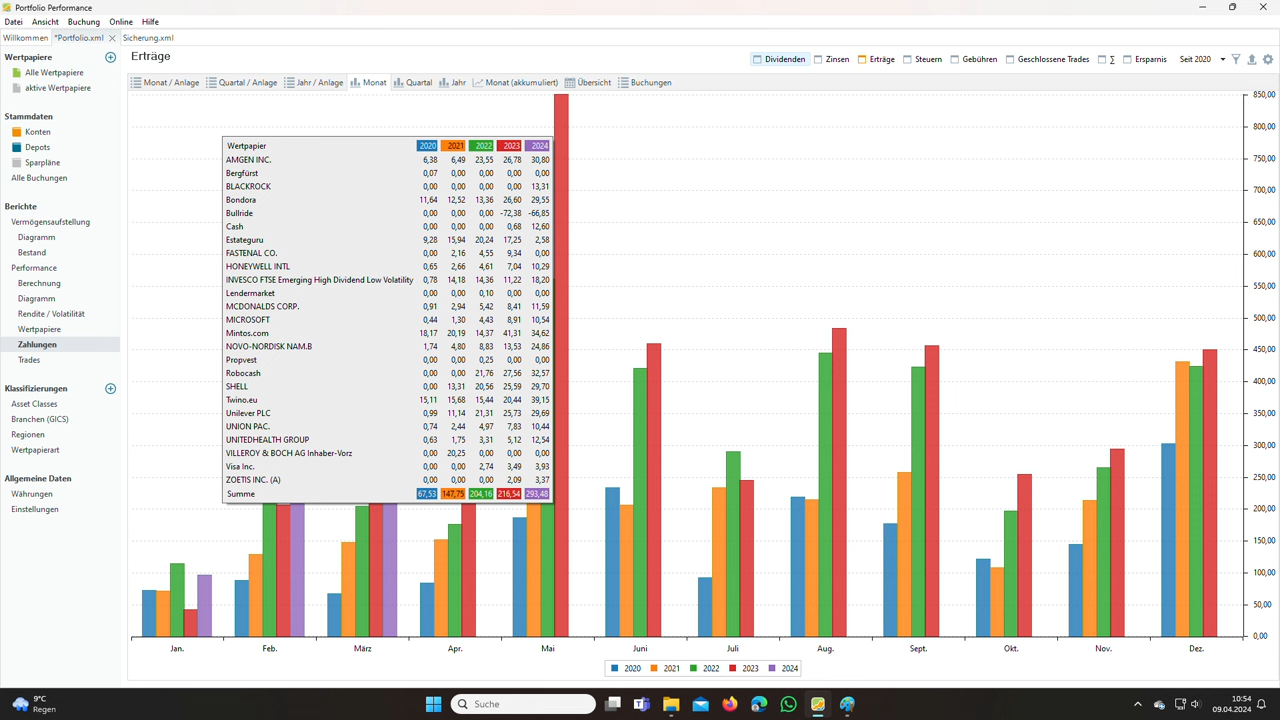 Portfolio Performance
Datei Ansicht Buchung Online Hilfe
Willkommen *Portfolio.xml Sicherung.xml
Wertpapiere
Alle Wertpapiere
aktive Wertpapiere
Stammdaten
Konten
Depots
Sparpläne
Alle Buchungen
Berichte
Vermögensaufstellung
Diagramm
Bestand
Performance
Berechnung
Diagramm
Rendite / Volatilität
Wertpapiere
Zahlungen
Trades
Klassifizierungen
Asset Classes
Branchen (GICS)
Regionen
Wertpapierart
Allgemeine Daten
Währungen
Einstellungen
Erträge
Dividenden Zinsen Erträge Steuern Gebühren Geschlossene Trades ∑ Ersparnis Seit 2020
Monat / Anlage Quartal / Anlage Jahr / Anlage Monat Quartal Jahr Monat (akkumuliert) Übersicht Buchungen
Wertpapier 2020 2021 2022 2023 2024
AMGEN INC. 6,38 6,49 23,55 26,78 30,80
Bergfürst 0,07 0,00 0,00 0,00 0,00
BLACKROCK 0,00 0,00 0,00 0,00 13,31
Bondora 11,64 12,52 13,36 26,60 29,55
Bullride 0,00 0,00 0,00 -72,38 -66,85
Cash 0,00 0,00 0,00 0,68 12,60
Estateguru 9,28 15,94 20,24 17,25 2,58
FASTENAL CO. 0,00 2,16 4,55 9,34 0,00
HONEYWELL INTL 0,65 2,66 4,61 7,04 10,29
INVESCO FTSE Emerging High Dividend Low Volatility 0,78 14,18 14,36 11,22 18,20
Lendermarket 0,00 0,00 0,10 0,00 0,00
MCDONALDS CORP. 0,91 2,94 5,42 8,41 11,59
MICROSOFT 0,44 1,30 4,43 8,91 10,54
Mintos.com 18,17 20,19 14,37 41,31 34,62
NOVO-NORDISK NAM.B 1,74 4,80 8,83 13,53 24,86
Propvest 0,00 0,00 0,25 0,00 0,00
Robocash 0,00 0,00 21,76 27,56 32,57
SHELL 0,00 13,31 20,56 25,59 29,70
Twino.eu 15,11 15,68 15,44 20,44 39,15
Unilever PLC 0,99 11,14 21,31 25,73 29,69
UNION PAC. 0,74 2,44 4,97 7,83 10,44
UNITEDHEALTH GROUP 0,63 1,75 3,31 5,12 12,54
VILLEROY & BOCH AG Inhaber-Vorz 0,00 20,25 0,00 0,00 0,00
Visa Inc. 0,00 0,00 2,74 3,49 3,93
ZOETIS INC. (A) 0,00 0,00 0,00 2,09 3,37
Summe 67,53 147,75 204,16 216,54 293,48
850,00
800,00
750,00
700,00
650,00
600,00
550,00
500,00
450,00
400,00
350,00
300,00
250,00
200,00
150,00
100,00
50,00
0,00
Jan. Feb. März Apr. Mai Juni Juli Aug. Sept. Okt. Nov. Dez.
2020 2021 2022 2023 2024
9°C
Regen
Suche
10:54
09.04.2024